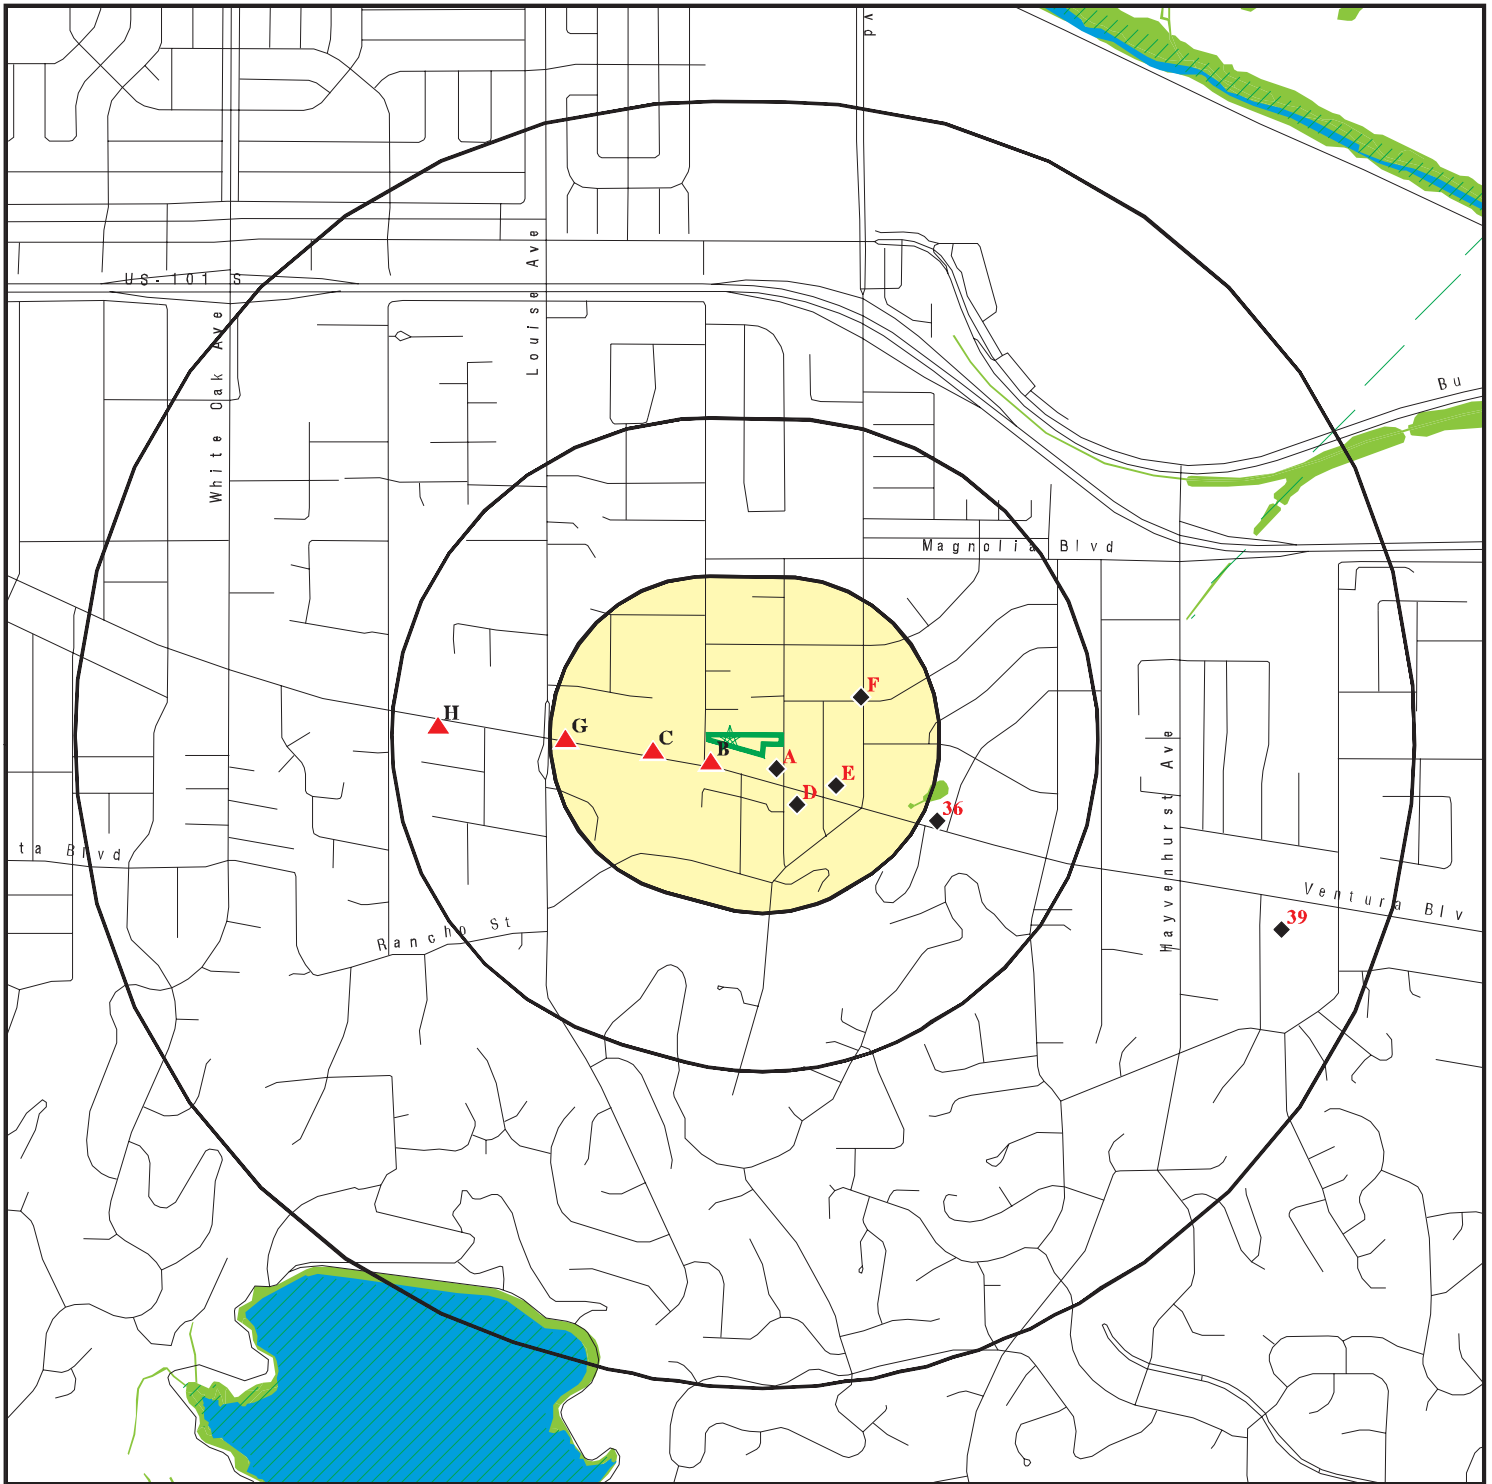 vd
US-101 S
Louise Ave
White Oak Ave
Bu
Magnolia Blvd
F
H
G
C
B
A
E
D
36
Hayvenhurst Ave
ta Blvd
Ventura Blv
39
Rancho St